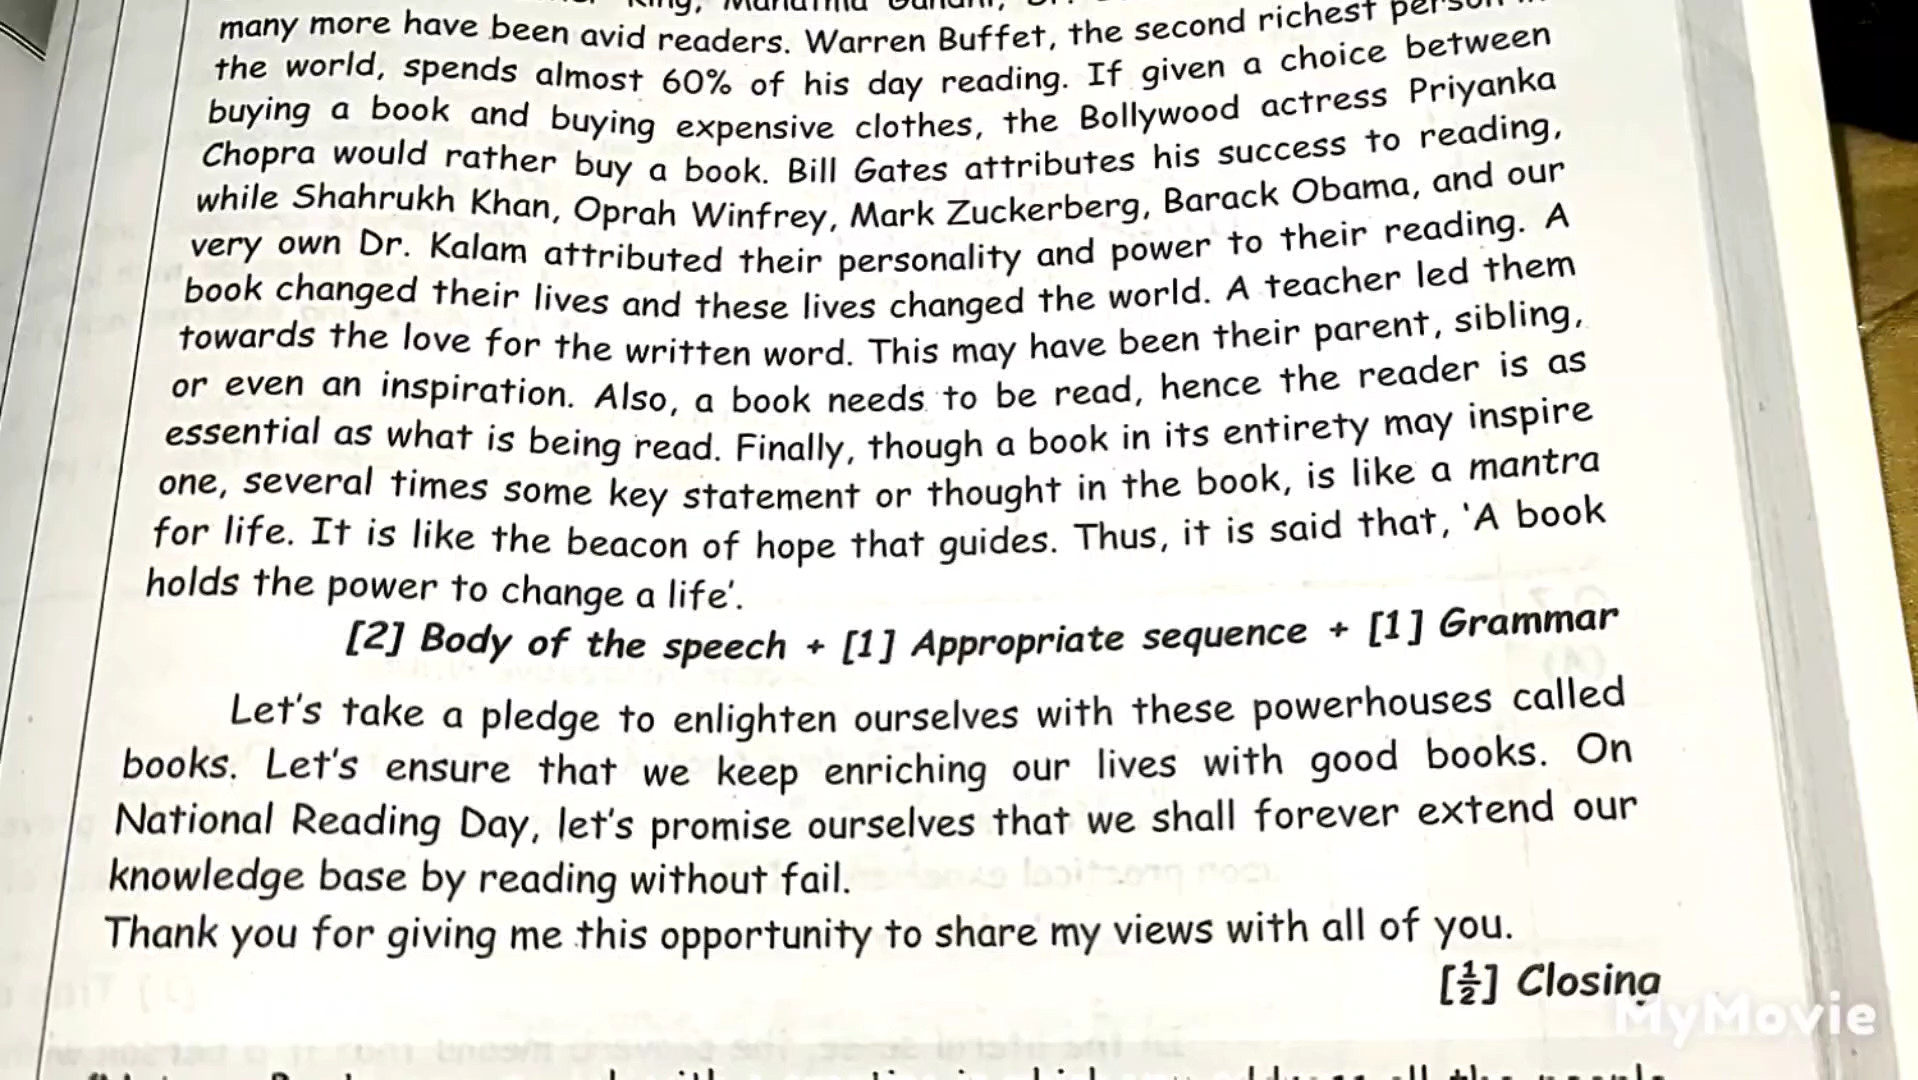 King, Mahatma Gandhi, Dr.
many more have been avid readers. Warren Buffet, the second richest person in
the world, spends almost 60% of his day reading. If given a choice between
buying a book and buying expensive clothes, the Bollywood actress Priyanka
Chopra would rather buy a book. Bill Gates attributes his success to reading,
while Shahrukh Khan, Oprah Winfrey, Mark Zuckerberg, Barack Obama, and our
very own Dr. Kalam attributed their personality and power to their reading. A
book changed their lives and these lives changed the world. A teacher led them
towards the love for the written word. This may have been their parent, sibling,
or even an inspiration. Also, a book needs to be read, hence the reader is as
essential as what is being read. Finally, though a book in its entirety may inspire
one, several times some key statement or thought in the book, is like a mantra
for life. It is like the beacon of hope that guides. Thus, it is said that, 'A book
holds the power to change a life'.
[2] Body of the speech + [1] Appropriate sequence + [1] Grammar
Let's take a pledge to enlighten ourselves with these powerhouses called
books. Let's ensure that we keep enriching our lives with good books. On
National Reading Day, let's promise ourselves that we shall forever extend our
knowledge base by reading without fail.
Thank you for giving me this opportunity to share my views with all of you.
[½] Closing
MyMovie